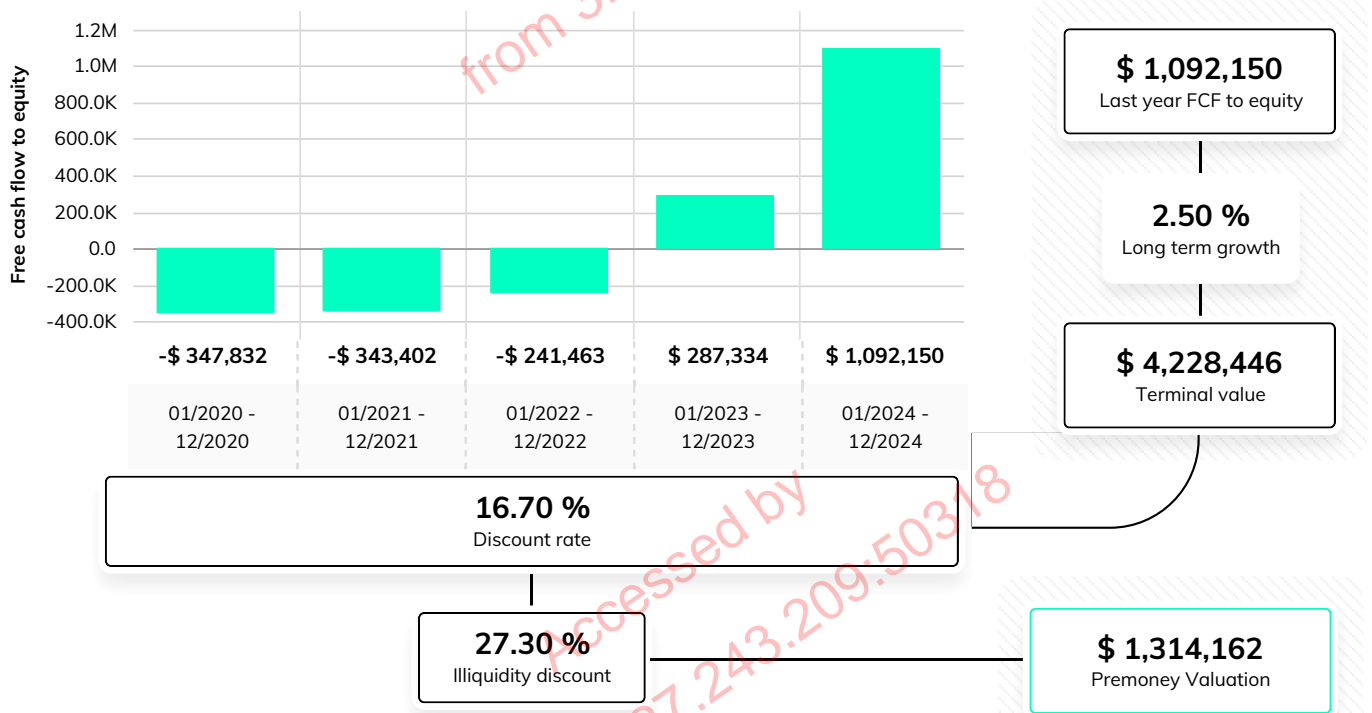 Free cash flow to equity
1.2M
1.0M
800.0K
600.0K
400.0K
200.0K
0.0
-200.0K
-400.0K
-$ 347,832
-$ 343,402
-$ 241,463
$ 287,334
$ 1,092,150
01/2020 -
12/2020
01/2021 -
12/2021
01/2022 -
12/2022
01/2023 -
12/2023
01/2024 -
12/2024
16.70 %
Discount rate
27.30 %
Illiquidity discount
$ 1,092,150
Last year FCF to equity
2.50 %
Long term growth
$ 4,228,446
Terminal value
$ 1,314,162
Premoney Valuation
Accessed by
from
.243.209:50318